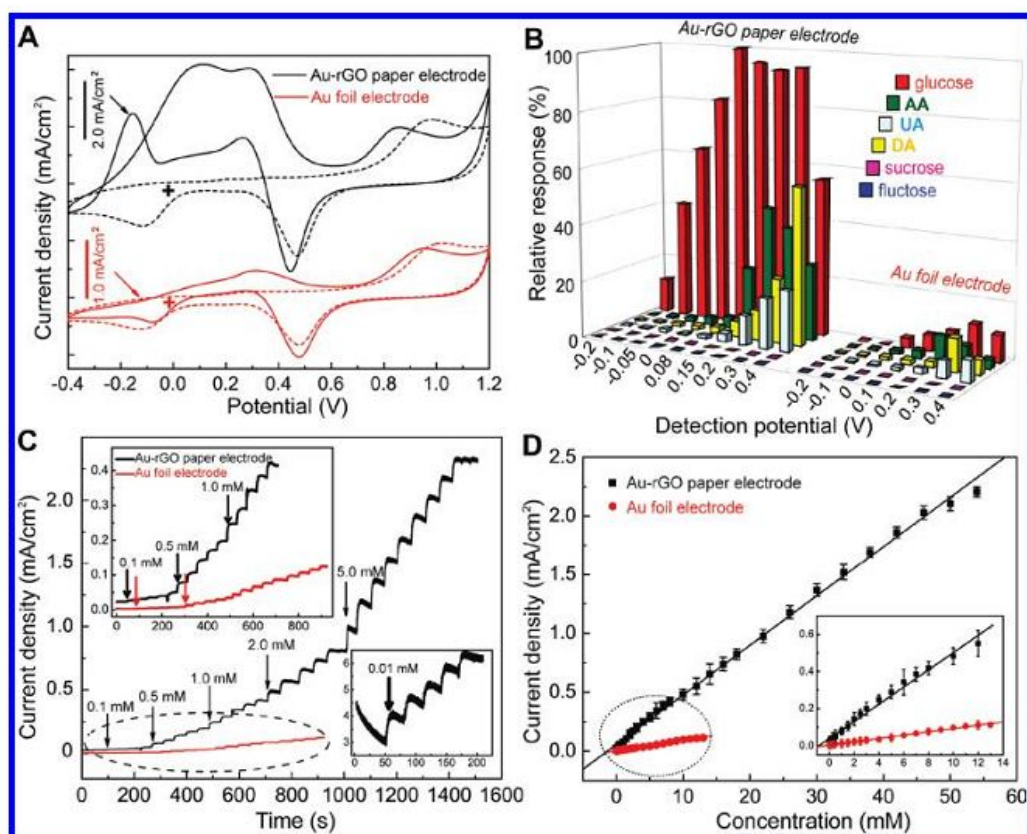 A
Current density (mA/cm²)
2.0 mA/cm²
1.0 mA/cm²
Au-rGO paper electrode
Au foil electrode
+
+
-0.4 0.0 0.4 0.8 1.2
Potential (V)
B
Au-rGO paper electrode
Relative response (%)
100
80
60
40
20
0
glucose
AA
UA
DA
sucrose
fluctose
Au foil electrode
-0.2 -0.1 -0.05 0 0.08 0.15 0.2 0.3 0.4
-0.2 -0.1 0 0.1 0.2 0.3 0.4
Detection potential (V)
C
Current density (mA/cm²)
2.0
1.5
1.0
0.5
0
0 200 400 600 800 1000 1200 1400 1600
Time (s)
0.1 mM
0.5 mM
1.0 mM
2.0 mM
5.0 mM
Au-rGO paper electrode
Au foil electrode
0.4
0.3
0.2
0.1
0.0
0 200 400 600 800
0.1 mM
0.5 mM
1.0 mM
0.01 mM
6
5
4
3
0 50 100 150 200
D
Current density (mA/cm²)
2.5
2.0
1.5
1.0
0.5
0.0
Au-rGO paper electrode
Au foil electrode
0 10 20 30 40 50 60
Concentration (mM)
0.6
0.4
0.2
0.0
0 2 4 6 8 10 12 14